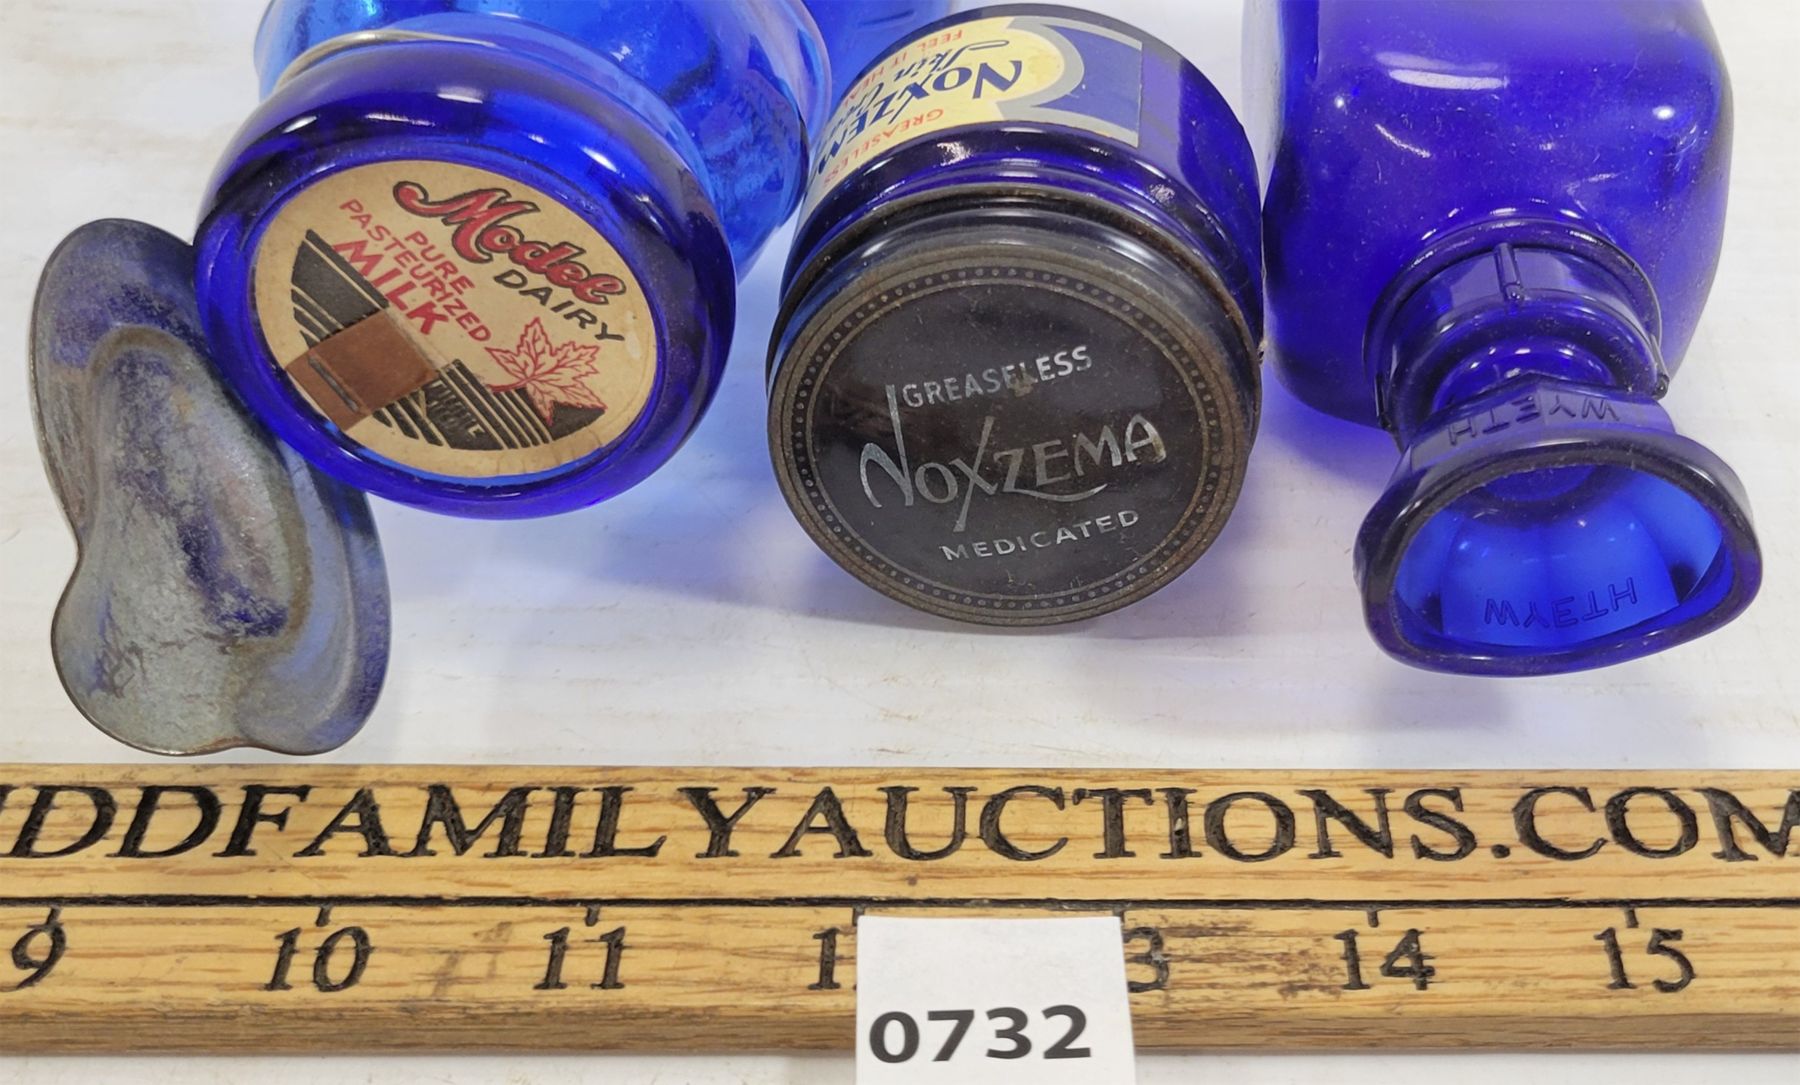 Model
DAIRY
PURE
PASTEURIZED
MILK
GREASELESS
NOXZEMA
Skin
FEEL IT
GREASELESS
NOXZEMA
MEDICATED
WYETH
WYETH
DDFAMILYAUCTIONS.COM
9 10 11 14 15
0732